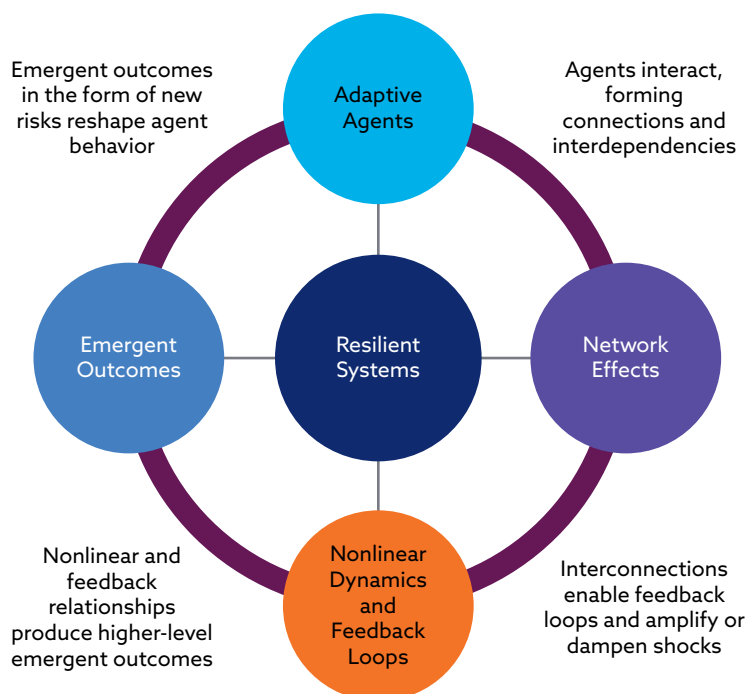 Emergent outcomes
in the form of new
risks reshape agent
behavior
Adaptive
Agents
Agents interact,
forming
connections and
interdependencies
Emergent
Outcomes
Resilient
Systems
Network
Effects
Nonlinear and
feedback
relationships
produce higher-level
emergent outcomes
Nonlinear
Dynamics
and
Feedback
Loops
Interconnections
enable feedback
loops and amplify or
dampen shocks